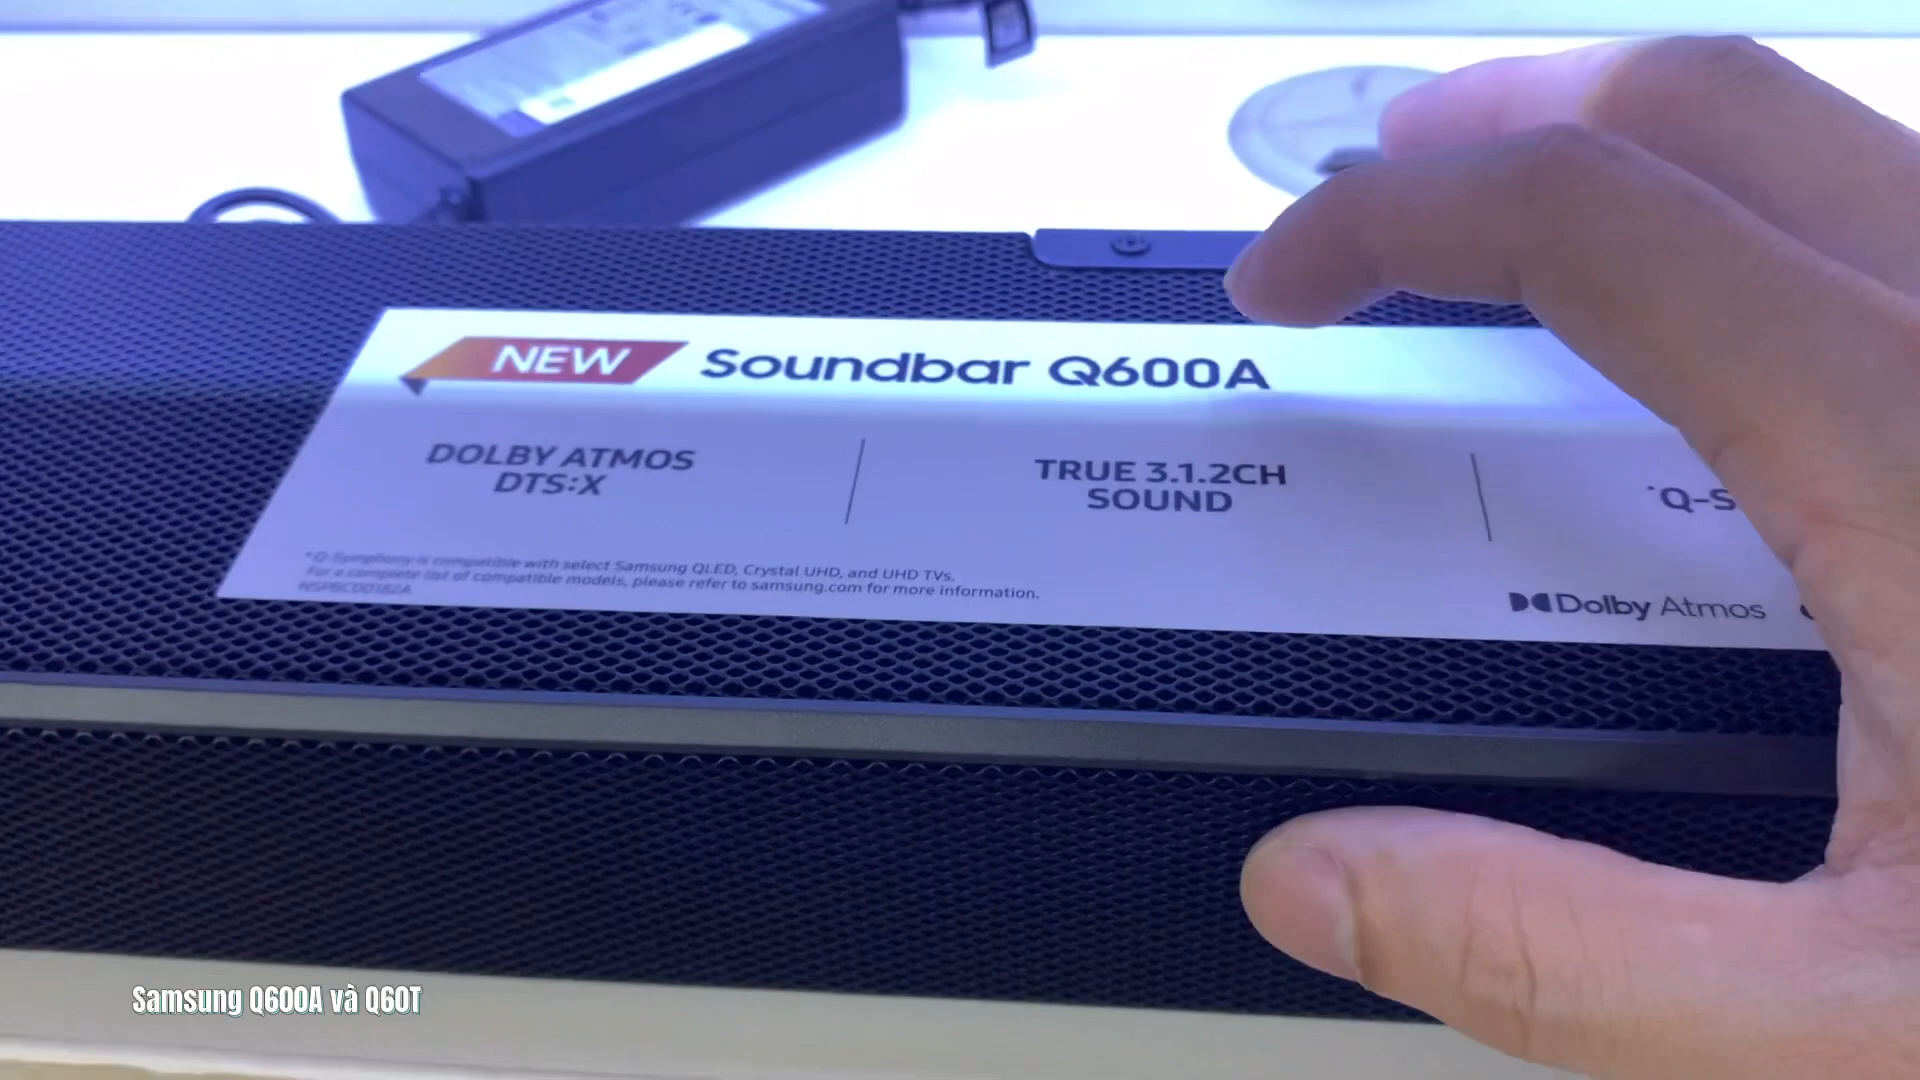 NEW Soundbar Q600A
DOLBY ATMOS
DTS:X
TRUE 3.1.2CH
SOUND
*Q-S
*Q-Symphony is compatible with select Samsung QLED, Crystal UHD, and UHD TVs.
For a complete list of compatible models, please refer to samsung.com for more information.
Dolby Atmos
Samsung Q600A và Q60T